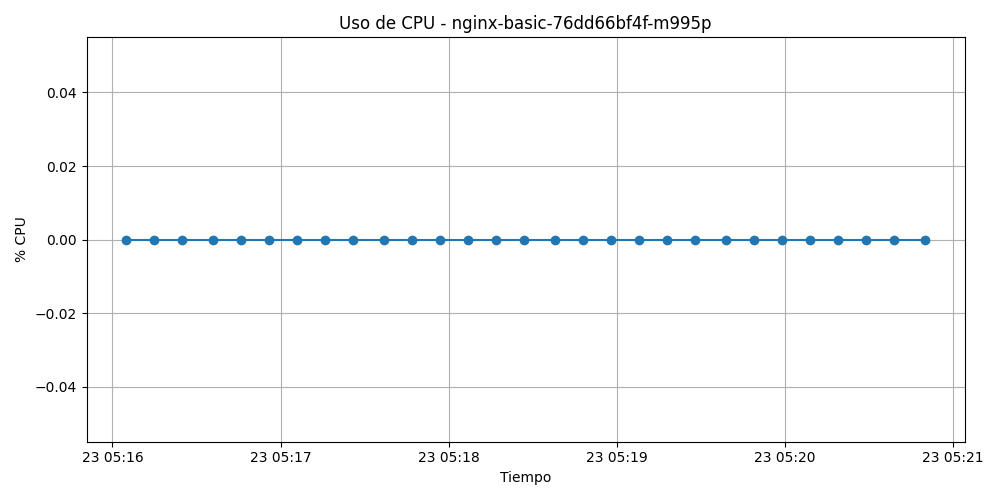 Uso de CPU - nginx-basic-76dd66bf4f-m995p
% CPU
0.04
0.02
0.00
−0.02
−0.04
23 05:16 23 05:17 23 05:18 23 05:19 23 05:20 23 05:21
Tiempo